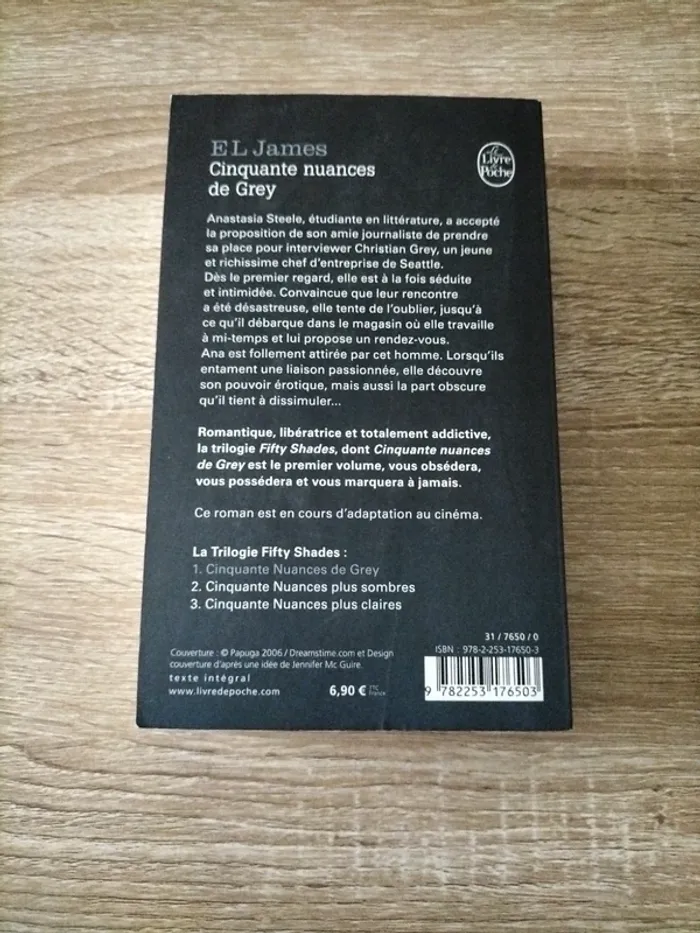 E L James
Cinquante nuances
de Grey
Le
Livre
de
Poche
Anastasia Steele, étudiante en littérature, a accepté
la proposition de son amie journaliste de prendre
sa place pour interviewer Christian Grey, un jeune
et richissime chef d'entreprise de Seattle.
Dès le premier regard, elle est à la fois séduite
et intimidée. Convaincue que leur rencontre
a été désastreuse, elle tente de l'oublier, jusqu'à
ce qu'il débarque dans le magasin où elle travaille
à mi-temps et lui propose un rendez-vous.
Ana est follement attirée par cet homme. Lorsqu'ils
entament une liaison passionnée, elle découvre
son pouvoir érotique, mais aussi la part obscure
qu'il tient à dissimuler...
Romantique, libératrice et totalement addictive,
la trilogie Fifty Shades, dont Cinquante nuances
de Grey est le premier volume, vous obsédera,
vous possédera et vous marquera à jamais.
Ce roman est en cours d'adaptation au cinéma.
La Trilogie Fifty Shades :
1. Cinquante Nuances de Grey
2. Cinquante Nuances plus sombres
3. Cinquante Nuances plus claires
Couverture : © Papuga 2006 / Dreamstime.com et Design
couverture d'après une idée de Jennifer Mc Guire.
texte intégral
www.livredepoche.com
6,90 € TTC
France
31 / 7650 / 0
ISBN : 978-2-253-17650-3
9 782253 176503